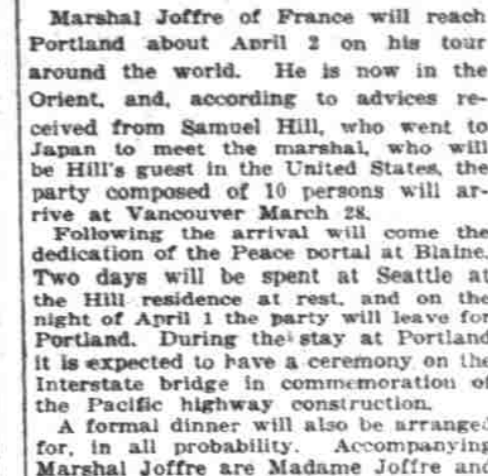 Marshal Joffre of France will reach
Portland about April 2 on his tour
around the world. He is now in the
Orient, and, according to advices re-
ceived from Samuel Hill, who went to
Japan to meet the marshal, who will
be Hill's guest in the United States, the
party composed of 10 persons will ar-
rive at Vancouver March 28.
Following the arrival will come the
dedication of the Peace portal at Blaine.
Two days will be spent at Seattle at
the Hill residence at rest, and on the
night of April 1 the party will leave for
Portland. During the stay at Portland
it is expected to have a ceremony on the
Interstate bridge in commemoration of
the Pacific highway construction.
A formal dinner will also be arranged
for, in all probability. Accompanying
Marshal Joffre are Madame Joffre and